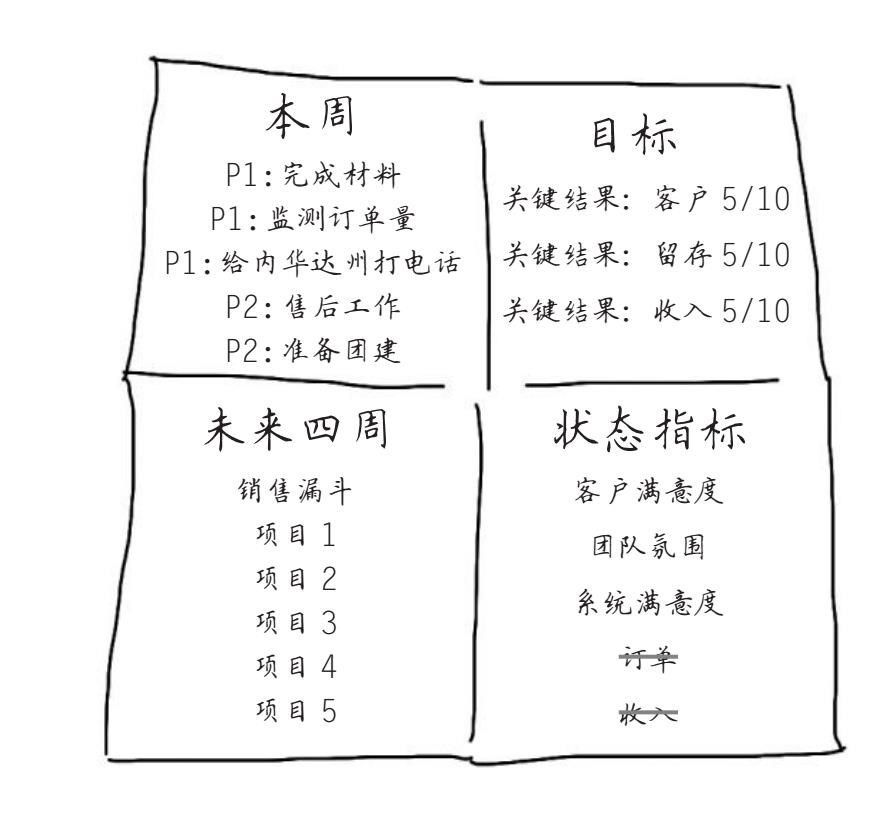 本周
P1:完成材料
P1:监测订单量
P1:给内华达州打电话
P2:售后工作
P2:准备团建
目标
关键结果：客户 5/10
关键结果：留存 5/10
关键结果：收入 5/10
未来四周
销售漏斗
项目 1
项目 2
项目 3
项目 4
项目 5
状态指标
客户满意度
团队氛围
系统满意度
订单
收入